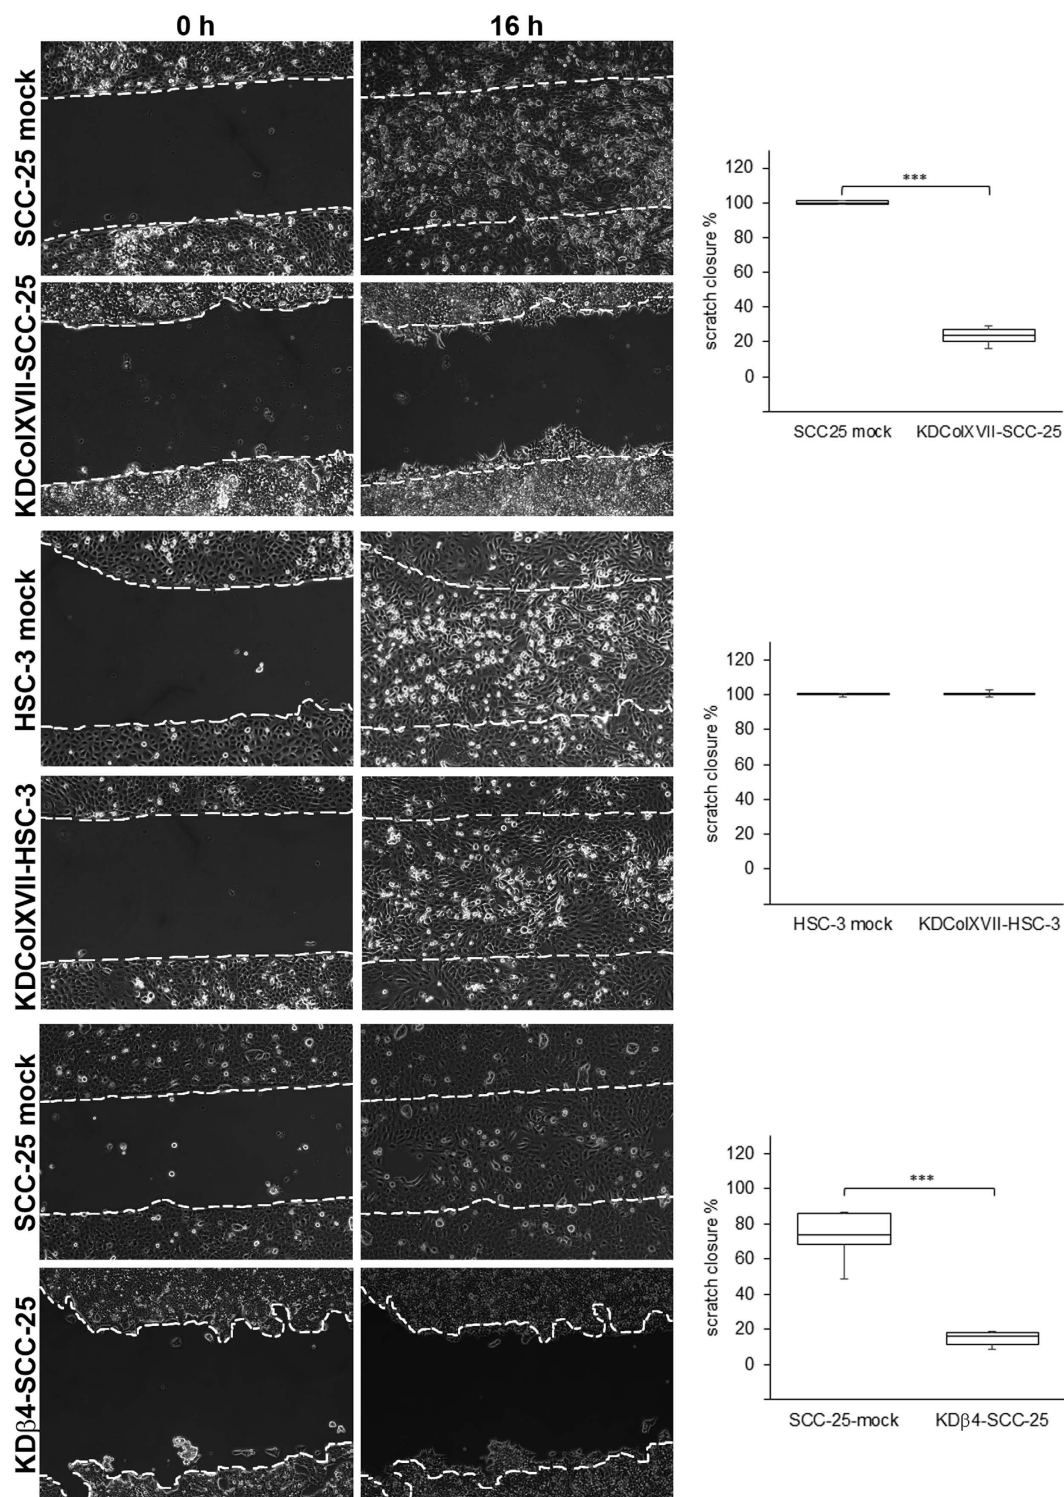 0 h
16 h
SCC-25 mock
KDColXVII-SCC-25
HSC-3 mock
KDColXVII-HSC-3
SCC-25 mock
KDβ4-SCC-25
scratch closure %
120
100
80
60
40
20
0
***
SCC25 mock
KDColXVII-SCC-25
scratch closure %
120
100
80
60
40
20
0
HSC-3 mock
KDColXVII-HSC-3
scratch closure %
120
100
80
60
40
20
0
***
SCC-25-mock
KDβ4-SCC-25